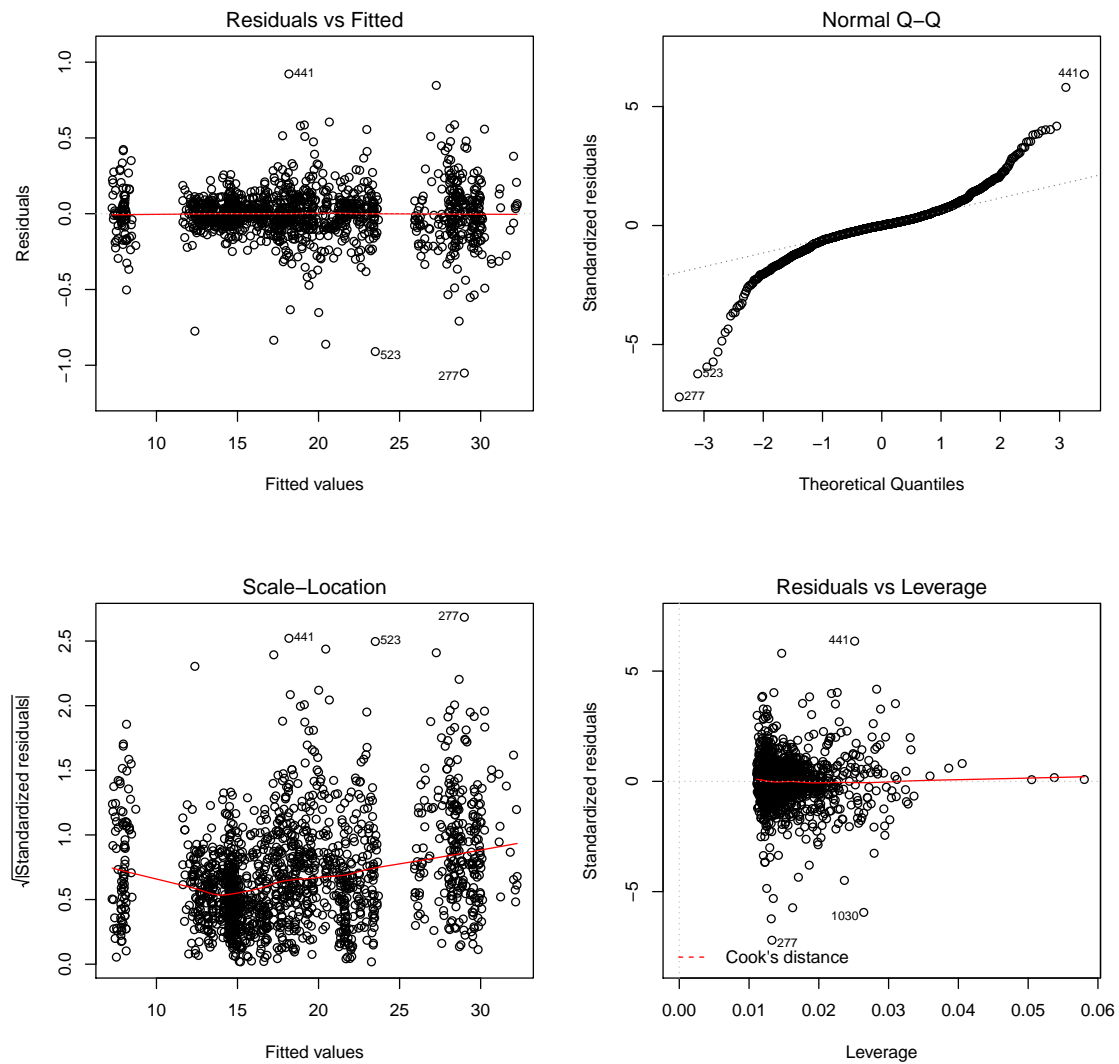 Residuals vs Fitted
Residuals
1.0
0.5
0.0
−0.5
−1.0
441
523
277
10 15 20 25 30
Fitted values
Normal Q−Q
Standardized residuals
5
0
−5
441
523
277
−3 −2 −1 0 1 2 3
Theoretical Quantiles
Scale−Location
√|Standardized residuals|
2.5
2.0
1.5
1.0
0.5
0.0
277
441
523
10 15 20 25 30
Fitted values
Residuals vs Leverage
Standardized residuals
5
0
−5
441
1030
277
Cook's distance
0.00 0.01 0.02 0.03 0.04 0.05 0.06
Leverage